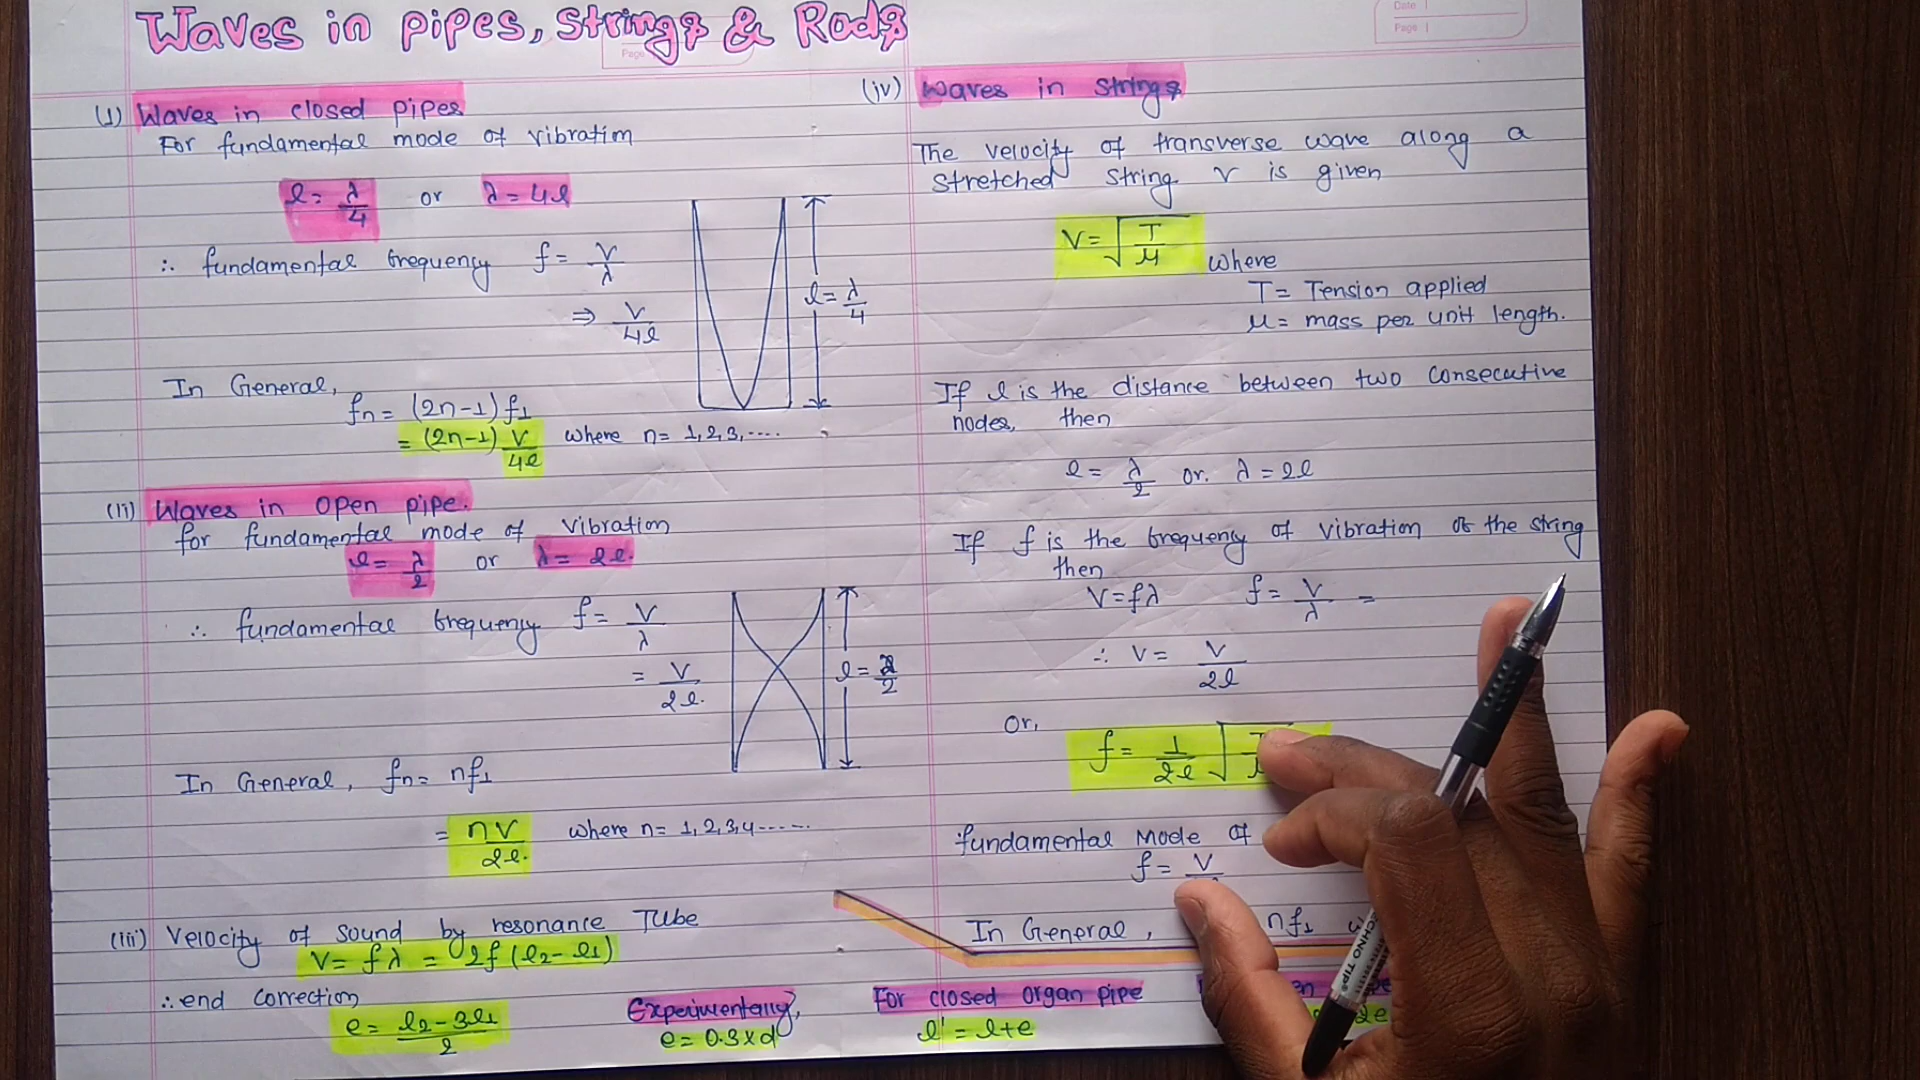 Waves in pipes, Strings & Rods
Page
Date
Page
(i) Waves in closed pipes
For fundamental mode of vibration
l = λ/4 or λ = 4l
∴ fundamental frequency f = V/λ
⇒ V/4l
l = λ/4
In General,
fn = (2n-1) f1
= (2n-1) V/4l where n = 1,2,3,....
(ii) Waves in Open pipe.
for fundamental mode of vibration
l = λ/2 or λ = 2l.
∴ fundamental frequency f = V/λ
= V/2l.
l = λ/2
In General, fn = nf1
= nV/2l. where n = 1,2,3,4......
(iii) Velocity of sound by resonance Tube
V = fλ = 2f (l2 - l1)
∴ end correction
e = l2 - 3l1/2
Experimentally,
e = 0.3 x d
For closed organ pipe
l' = l + e
(iv) Waves in strings
The velocity of transverse wave along a
stretched string v is given
V = √T/μ where
T = Tension applied
μ = mass per unit length.
If l is the distance between two consecutive
nodes, then
l = λ/2 or. λ = 2l
If f is the frequency of vibration of the string
then
V = fλ f = V/λ =
∴ V = V/2l
Or,
f = 1/2l √T
fundamental Mode of
f = V
In General, nf1
TECHNO TIP